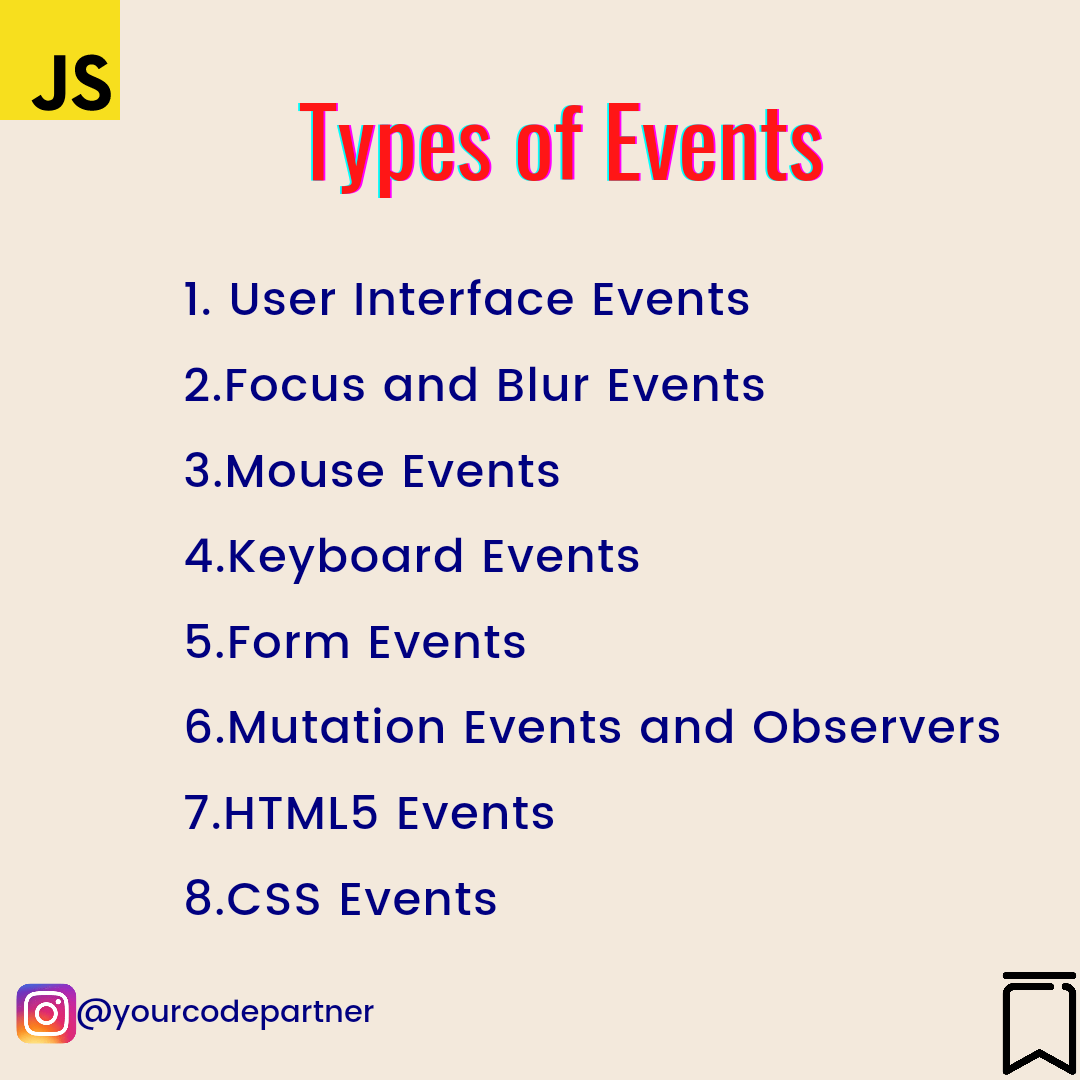 JS
Types of Events
1. User Interface Events
2.Focus and Blur Events
3.Mouse Events
4.Keyboard Events
5.Form Events
6.Mutation Events and Observers
7.HTML5 Events
8.CSS Events
@yourcodepartner